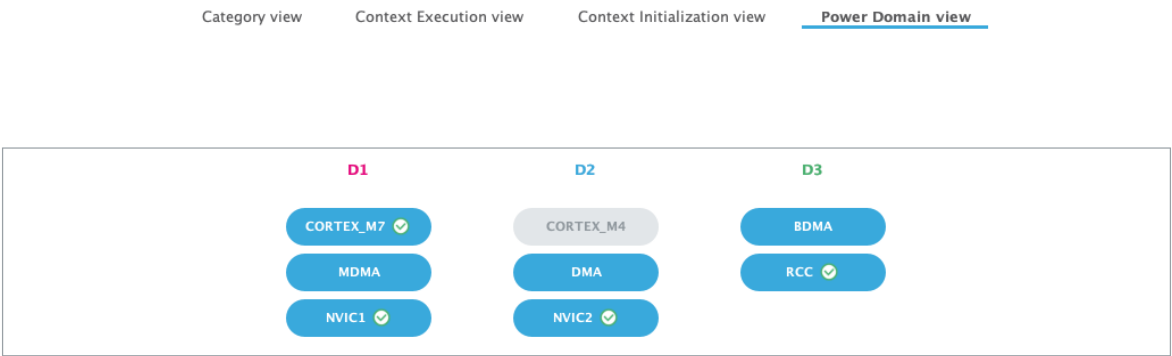 Category view Context Execution view Context Initialization view Power Domain view
D1 D2 D3
CORTEX_M7 CORTEX_M4 BDMA
MDMA DMA RCC
NVIC1 NVIC2